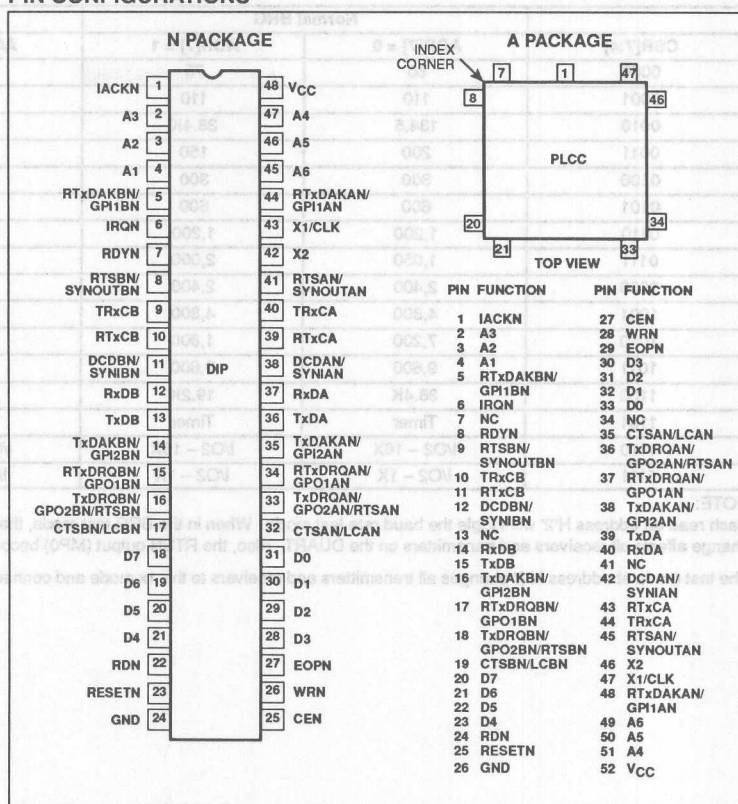 PIN CONFIGURATIONS
N PACKAGE
IACKN 1
A3 2
A2 3
A1 4
RTxDAKBN/
GPI1BN 5
IRQN 6
RDYN 7
RTSBN/
SYNOUTBN 8
TRxCB 9
RTxCB 10
DCDBN/
SYNIBN 11
RxDB 12
TxDB 13
TxDAKBN/
GPI2BN 14
RTxDRQBN/
GPO1BN 15
TxDRQBN/
GPO2BN/RTSBN 16
CTSBN/LCBN 17
D7 18
D6 19
D5 20
D4 21
RDN 22
RESETN 23
GND 24
DIP
48 VCC
47 A4
46 A5
45 A6
44 RTxDAKAN/
GPI1AN
43 X1/CLK
42 X2
41 RTSAN/
SYNOUTAN
40 TRxCA
39 RTxCA
38 DCDAN/
SYNIAN
37 RxDA
36 TxDA
35 TxDAKAN/
GPI2AN
34 RTxDRQAN/
GPO1AN
33 TxDRQAN/
GPO2AN/RTSAN
32 CTSAN/LCAN
31 D0
30 D1
29 D2
28 D3
27 EOPN
26 WRN
25 CEN
A PACKAGE
INDEX
CORNER
7 1 47
8 46
PLCC
20 34
21 33
TOP VIEW
PIN FUNCTION
1 IACKN
2 A3
3 A2
4 A1
5 RTxDAKBN/
GPI1BN
6 IRQN
7 NC
8 RDYN
9 RTSBN/
SYNOUTBN
10 TRxCB
11 RTxCB
12 DCDBN/
SYNIBN
13 NC
14 RxDB
15 TxDB
16 TxDAKBN/
GPI2BN
17 RTxDRQBN/
GPO1BN
18 TxDRQBN/
GPO2BN/RTSBN
19 CTSBN/LCBN
20 D7
21 D6
22 D5
23 D4
24 RDN
25 RESETN
26 GND
PIN FUNCTION
27 CEN
28 WRN
29 EOPN
30 D3
31 D2
32 D1
33 D0
34 NC
35 CTSAN/LCAN
36 TxDRQAN/
GPO2AN/RTSAN
37 RTxDRQAN/
GPO1AN
38 TxDAKAN/
GPI2AN
39 TxDA
40 RxDA
41 NC
42 DCDAN/
SYNIAN
43 RTxCA
44 TRxCA
45 RTSAN/
SYNOUTAN
46 X2
47 X1/CLK
48 RTxDAKAN/
GPI1AN
49 A6
50 A5
51 A4
52 VCC